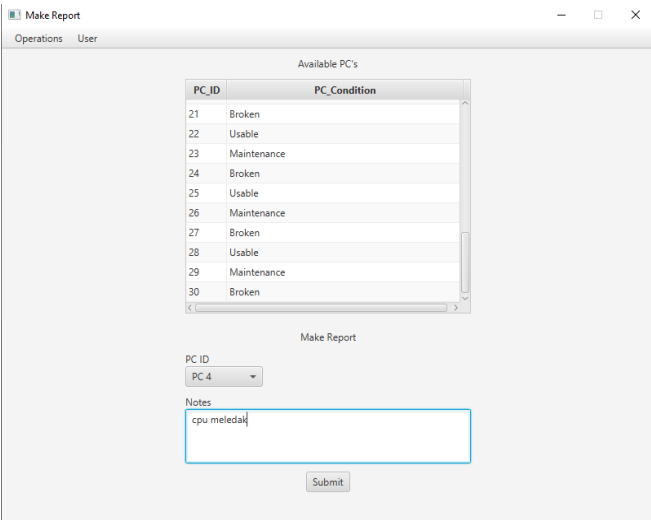 Make Report
Operations User
Available PC's
PC_ID PC_Condition
21 Broken
22 Usable
23 Maintenance
24 Broken
25 Usable
26 Maintenance
27 Broken
28 Usable
29 Maintenance
30 Broken
Make Report
PC ID
PC 4
Notes
cpu meledak
Submit